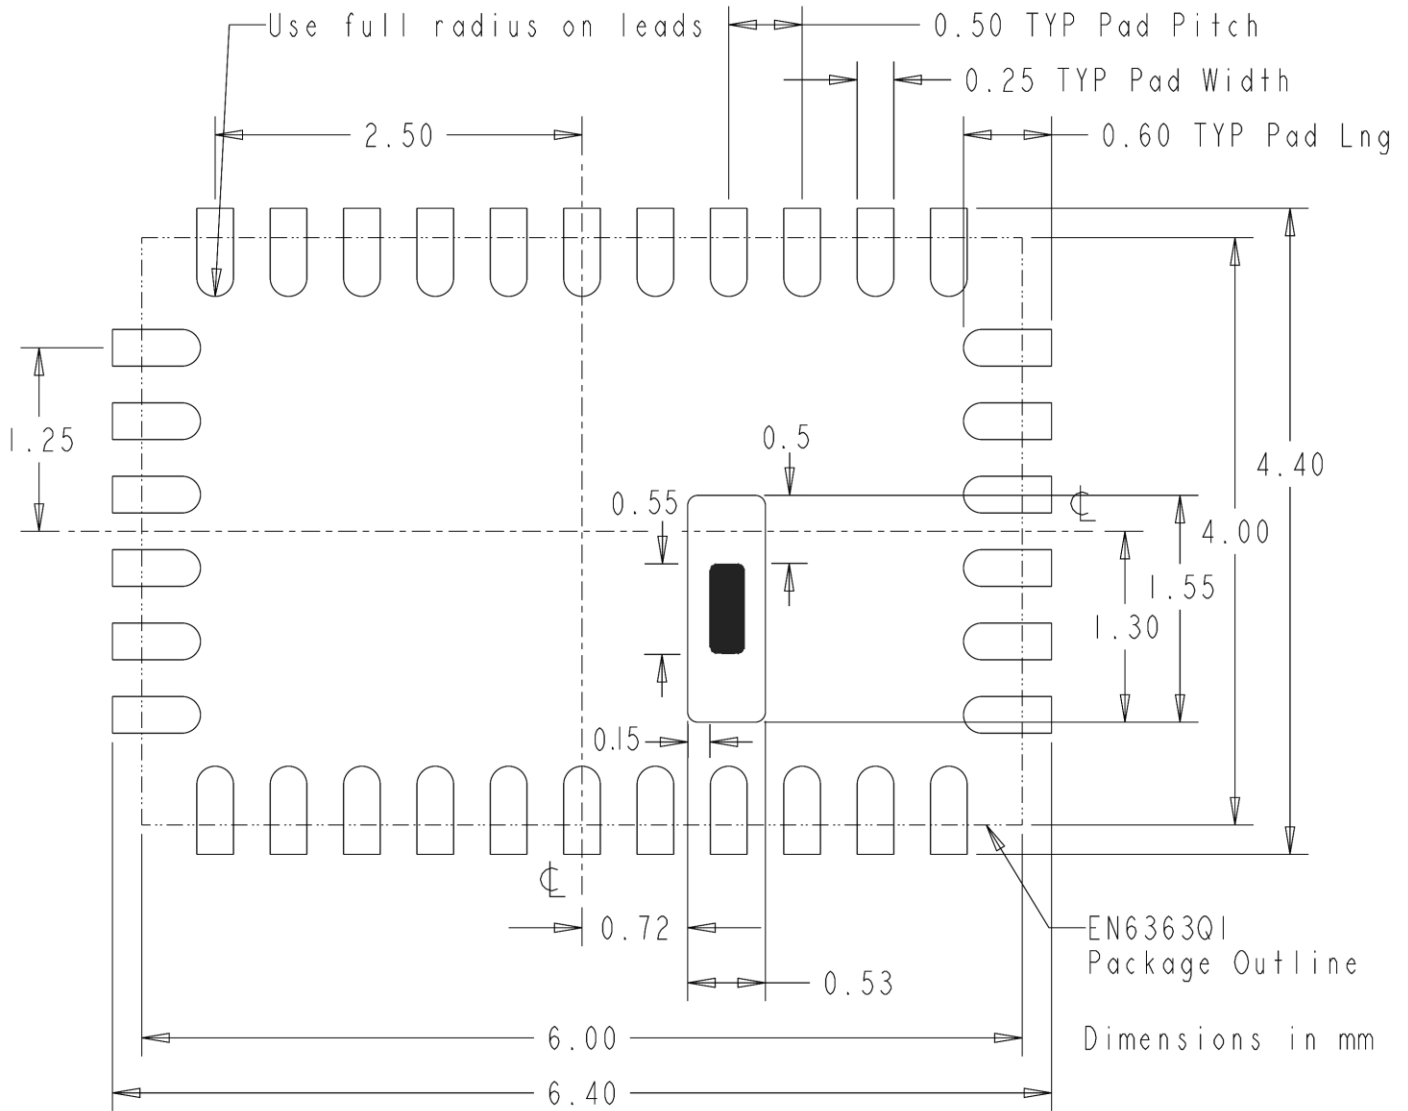 Use full radius on leads
0.50 TYP Pad Pitch
0.25 TYP Pad Width
2.50
0.60 TYP Pad Lng
1.25
0.5
4.40
0.55
℄
4.00
1.55
1.30
0.15
℄
0.72
EN6363QI
Package Outline
0.53
6.00
Dimensions in mm
6.40